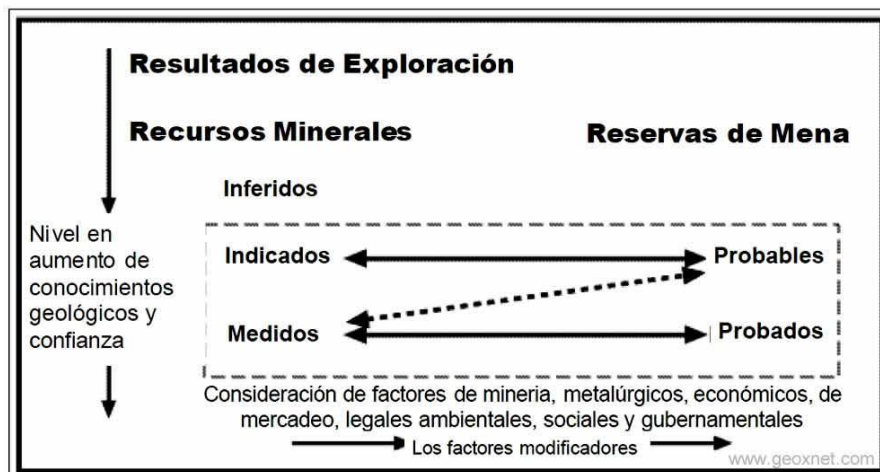 Resultados de Exploración
Recursos Minerales
Reservas de Mena
Inferidos
Nivel en
aumento de
conocimientos
geológicos y
confianza
Indicados
Probables
Medidos
Probados
Consideración de factores de mineria, metalúrgicos, económicos, de
mercadeo, legales ambientales, sociales y gubernamentales
Los factores modificadores
www.geoxnet.com